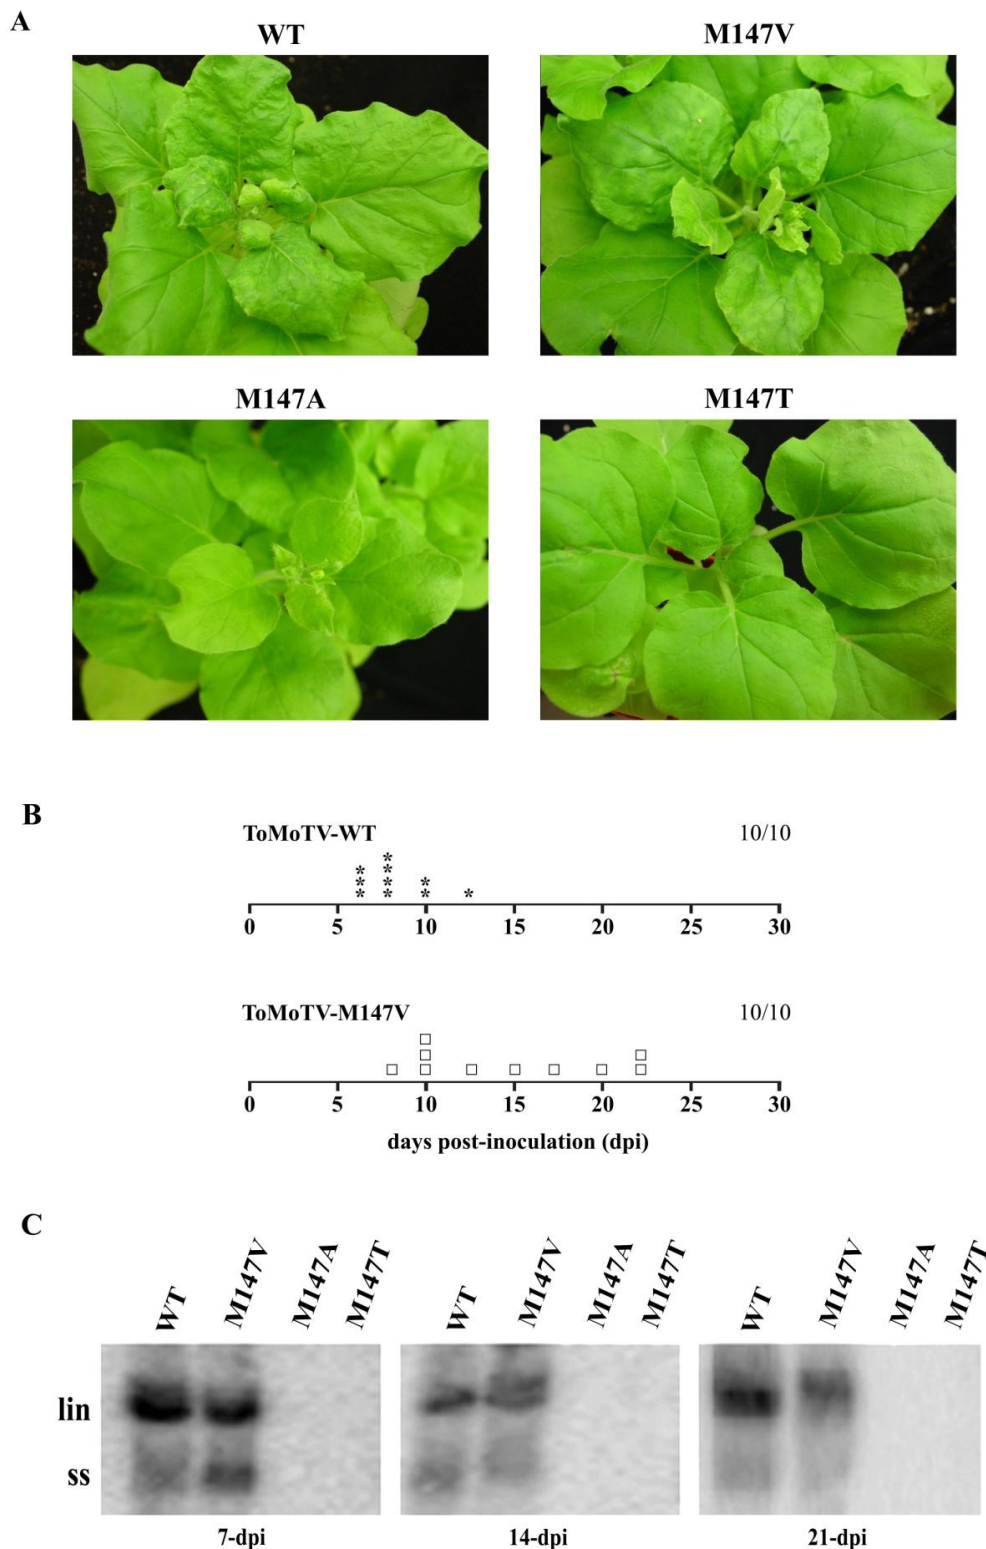 A
WT M147V
M147A M147T
B
ToMoTV-WT 10/10
0 5 10 15 20 25 30
ToMoTV-M147V 10/10
0 5 10 15 20 25 30
days post-inoculation (dpi)
C
WT M147V M147A M147T WT M147V M147A M147T WT M147V M147A M147T
lin
ss
7-dpi 14-dpi 21-dpi